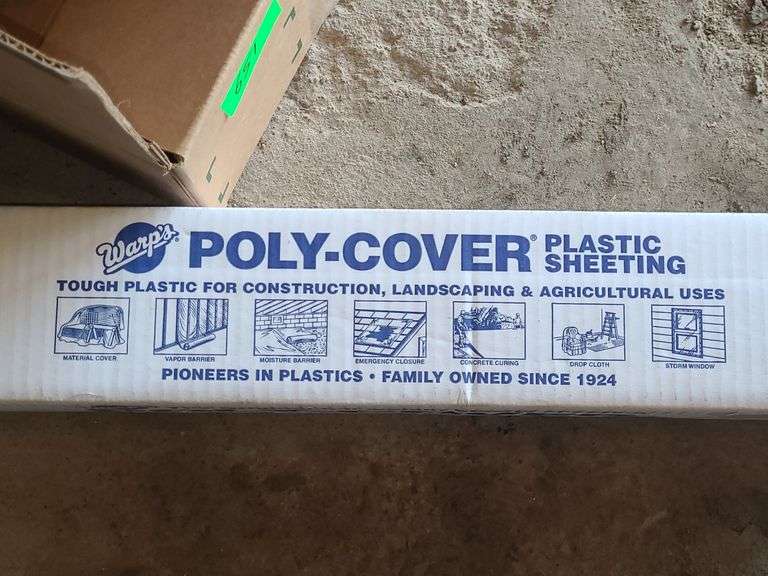 159
Warp's® POLY-COVER® PLASTIC SHEETING
TOUGH PLASTIC FOR CONSTRUCTION, LANDSCAPING & AGRICULTURAL USES
MATERIAL COVER VAPOR BARRIER MOISTURE BARRIER EMERGENCY CLOSURE CONCRETE CURING DROP CLOTH STORM WINDOW
PIONEERS IN PLASTICS • FAMILY OWNED SINCE 1924